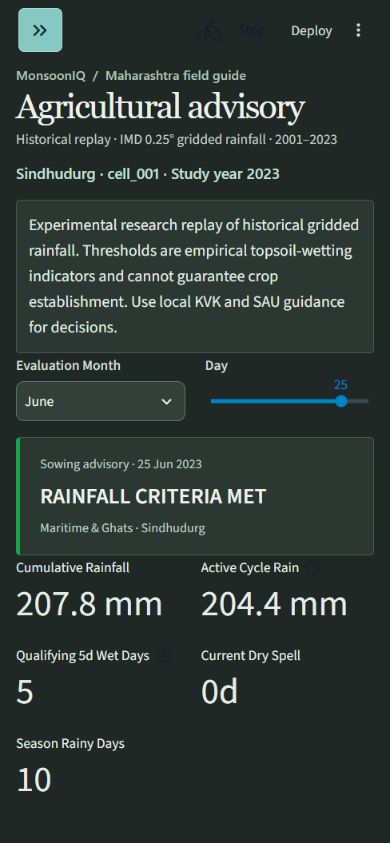 Stop Deploy
MonsoonIQ / Maharashtra field guide
Agricultural advisory
Historical replay · IMD 0.25° gridded rainfall · 2001–2023
Sindhudurg · cell_001 · Study year 2023
Experimental research replay of historical gridded
rainfall. Thresholds are empirical topsoil-wetting
indicators and cannot guarantee crop
establishment. Use local KVK and SAU guidance
for decisions.
Evaluation Month Day
25
June
Sowing advisory · 25 Jun 2023
RAINFALL CRITERIA MET
Maritime & Ghats · Sindhudurg
Cumulative Rainfall Active Cycle Rain
207.8 mm 204.4 mm
Qualifying 5d Wet Days Current Dry Spell
5 0d
Season Rainy Days
10